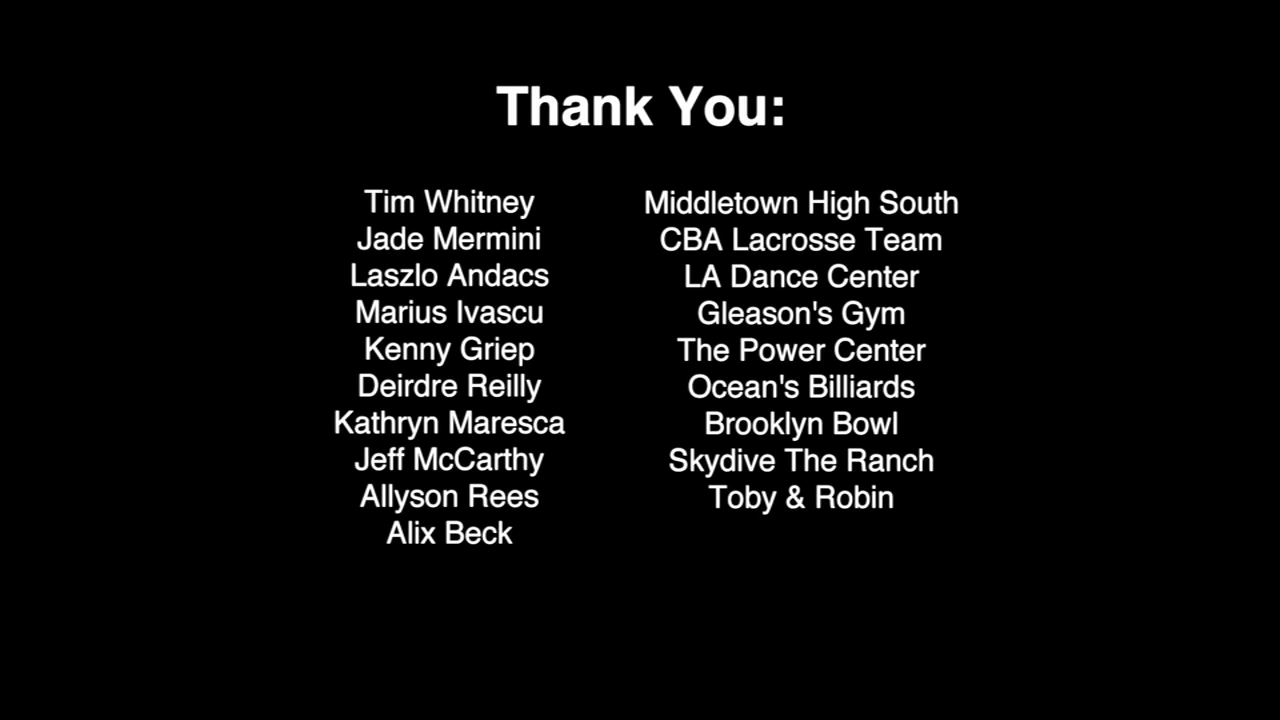 Thank You:
Tim Whitney
Jade Mermini
Laszlo Andacs
Marius Ivascu
Kenny Griep
Deirdre Reilly
Kathryn Maresca
Jeff McCarthy
Allyson Rees
Alix Beck
Middletown High South
CBA Lacrosse Team
LA Dance Center
Gleason's Gym
The Power Center
Ocean's Billiards
Brooklyn Bowl
Skydive The Ranch
Toby & Robin